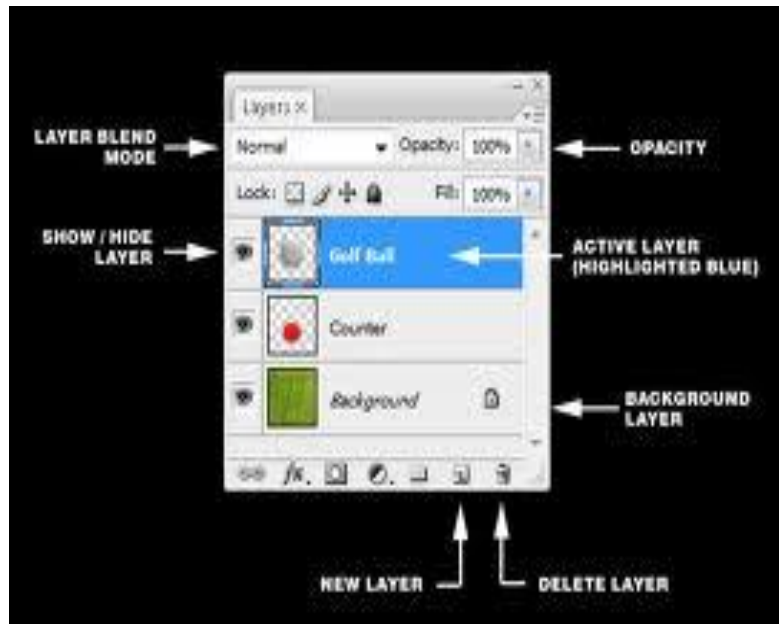 Layers ×
LAYER BLEND
MODE
Normal
Opacity: 100%
OPACITY
Lock:
Fill: 100%
SHOW / HIDE
LAYER
Golf Ball
ACTIVE LAYER
(HIGHLIGHTED BLUE)
Counter
Background
BACKGROUND
LAYER
fx.
NEW LAYER
DELETE LAYER